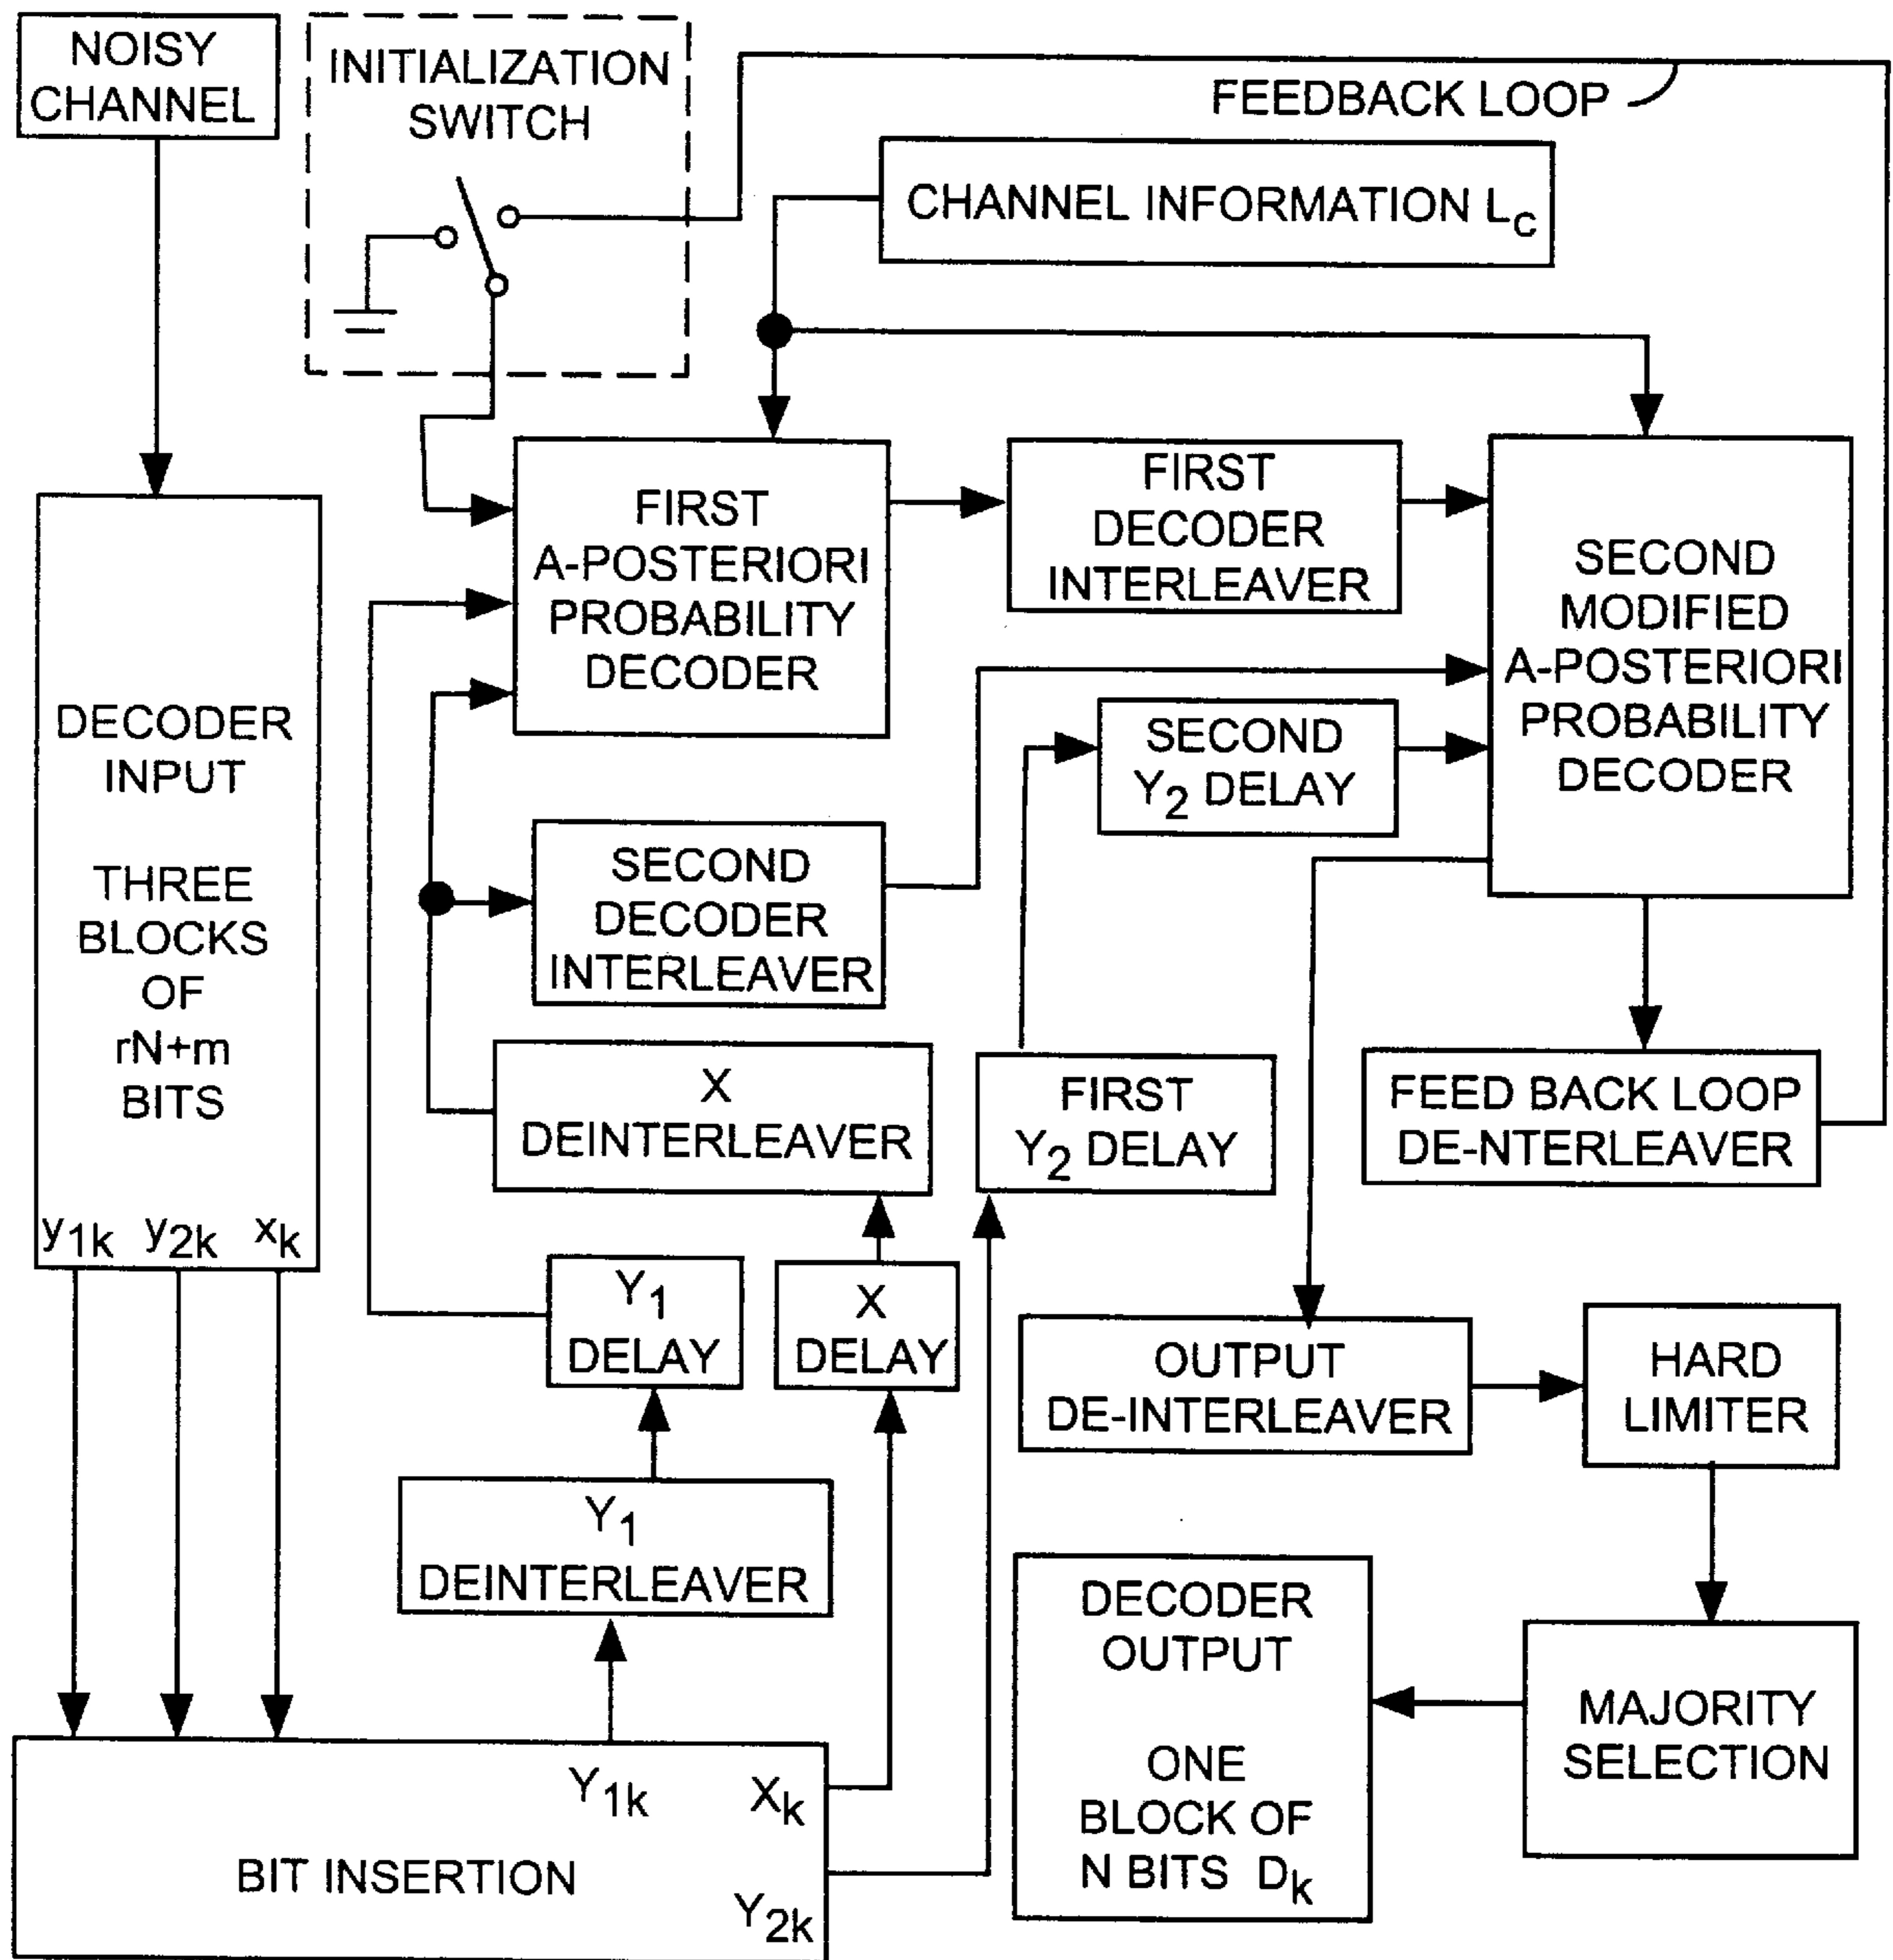 NOISY
CHANNEL
INITIALIZATION
SWITCH
FEEDBACK LOOP
CHANNEL INFORMATION Lc
FIRST
A-POSTERIORI
PROBABILITY
DECODER
FIRST
DECODER
INTERLEAVER
SECOND
MODIFIED
A-POSTERIORI
PROBABILITY
DECODER
DECODER
INPUT
THREE
BLOCKS
OF
rN+m
BITS
y1k y2k xk
SECOND
Y2 DELAY
SECOND
DECODER
INTERLEAVER
X
DEINTERLEAVER
FIRST
Y2 DELAY
FEED BACK LOOP
DE-NTERLEAVER
Y1
DELAY
X
DELAY
OUTPUT
DE-INTERLEAVER
HARD
LIMITER
Y1
DEINTERLEAVER
DECODER
OUTPUT
ONE
BLOCK OF
N BITS Dk
MAJORITY
SELECTION
Y1k
Xk
BIT INSERTION
Y2k